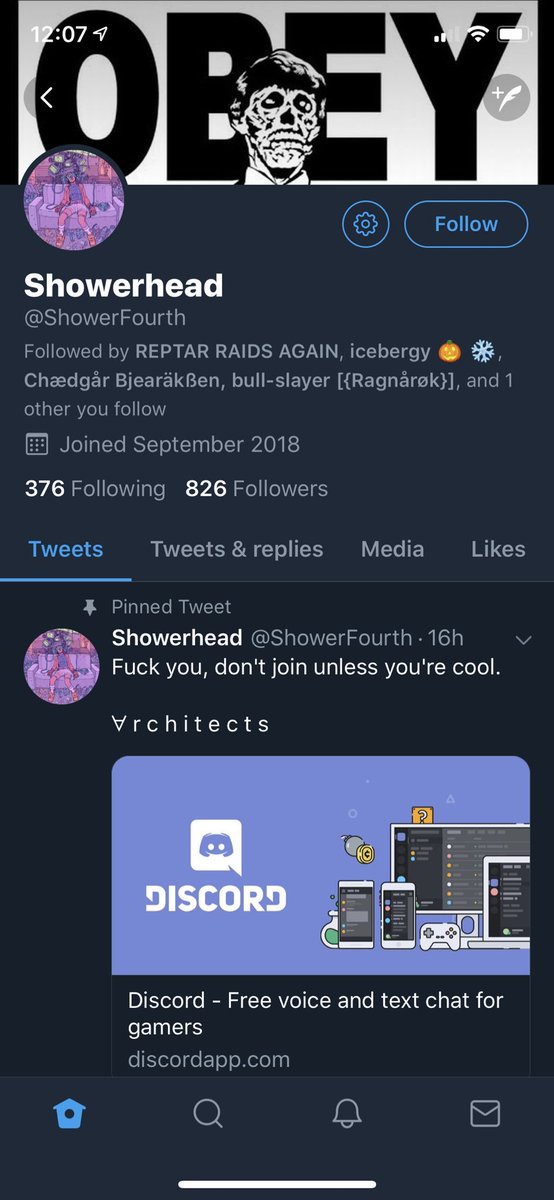 OBEY
12:07
Follow
Showerhead
@ShowerFourth
Followed by REPTAR RAIDS AGAIN, icebergy 🎃 ❄️,
Chædgår Bjearäkßen, bull-slayer [{Ragnårøk}], and 1
other you follow
Joined September 2018
376 Following 826 Followers
Tweets Tweets & replies Media Likes
Pinned Tweet
Showerhead @ShowerFourth · 16h
Fuck you, don't join unless you're cool.
∀rchitects
DISCORD
Discord - Free voice and text chat for
gamers
discordapp.com